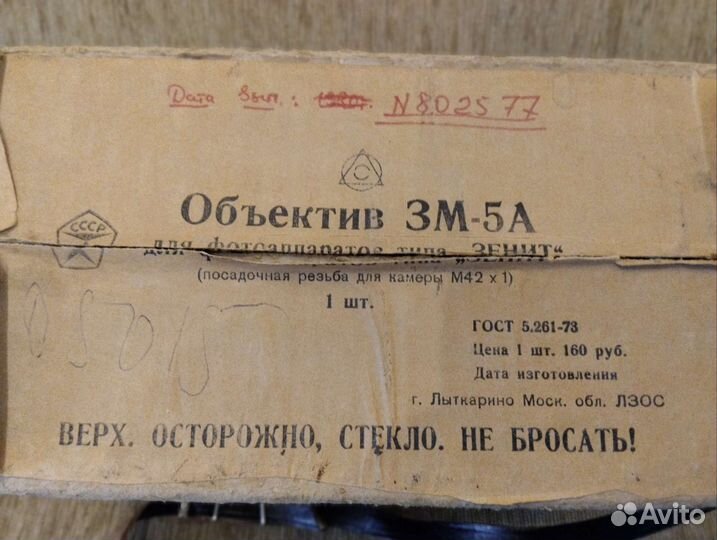 Дата вып.: 1980г. N802577
С
Объектив ЗМ-5А
СССР
для фотоаппаратов типа „ЗЕНИТ“
(посадочная резьба для камеры М42 x 1)
1 шт.
ГОСТ 5.261-73
Цена 1 шт. 160 руб.
Дата изготовления
г. Лыткарино Моск. обл. ЛЗОС
ВЕРХ. ОСТОРОЖНО, СТЕКЛО. НЕ БРОСАТЬ!
Avito